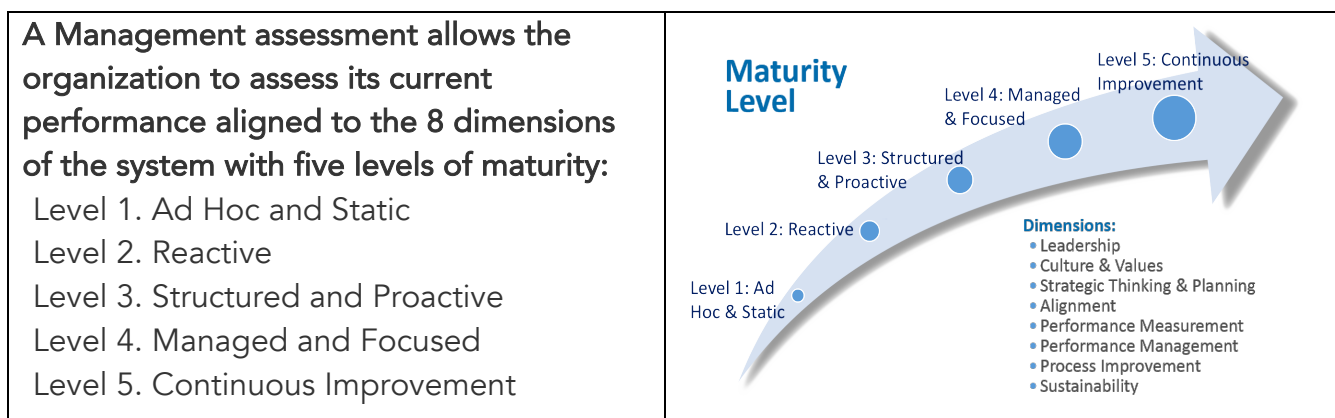 A Management assessment allows the
organization to assess its current
performance aligned to the 8 dimensions
of the system with five levels of maturity:
Level 1. Ad Hoc and Static
Level 2. Reactive
Level 3. Structured and Proactive
Level 4. Managed and Focused
Level 5. Continuous Improvement
Maturity
Level
Level 5: Continuous
Improvement
Level 4: Managed
& Focused
Level 3: Structured
& Proactive
Level 2: Reactive
Level 1: Ad
Hoc & Static
Dimensions:
• Leadership
• Culture & Values
• Strategic Thinking & Planning
• Alignment
• Performance Measurement
• Performance Management
• Process Improvement
• Sustainability